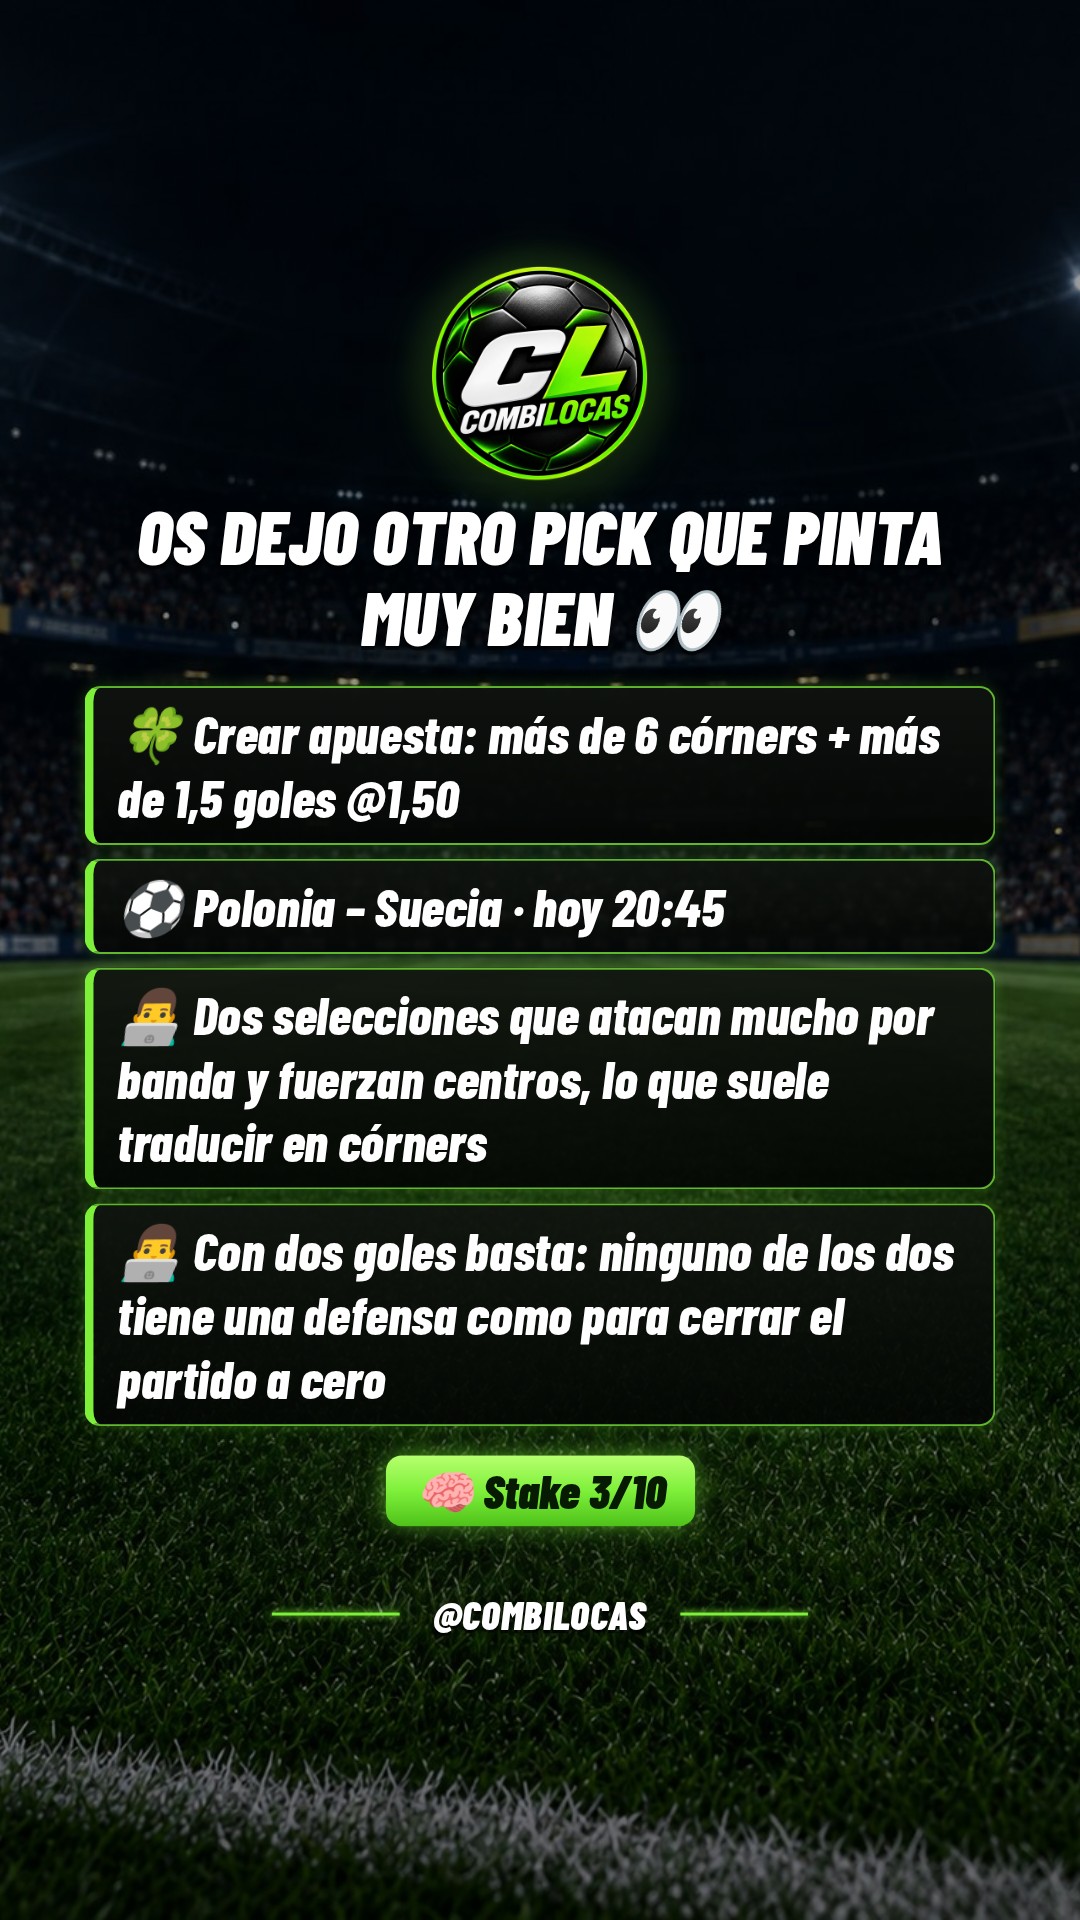 CL
COMBILOCAS
OS DEJO OTRO PICK QUE PINTA
MUY BIEN 👀
🍀 Crear apuesta: más de 6 córners + más
de 1,5 goles @1,50
⚽ Polonia – Suecia · hoy 20:45
👨‍💻 Dos selecciones que atacan mucho por
banda y fuerzan centros, lo que suele
traducir en córners
👨‍💻 Con dos goles basta: ninguno de los dos
tiene una defensa como para cerrar el
partido a cero
🧠 Stake 3/10
@COMBILOCAS